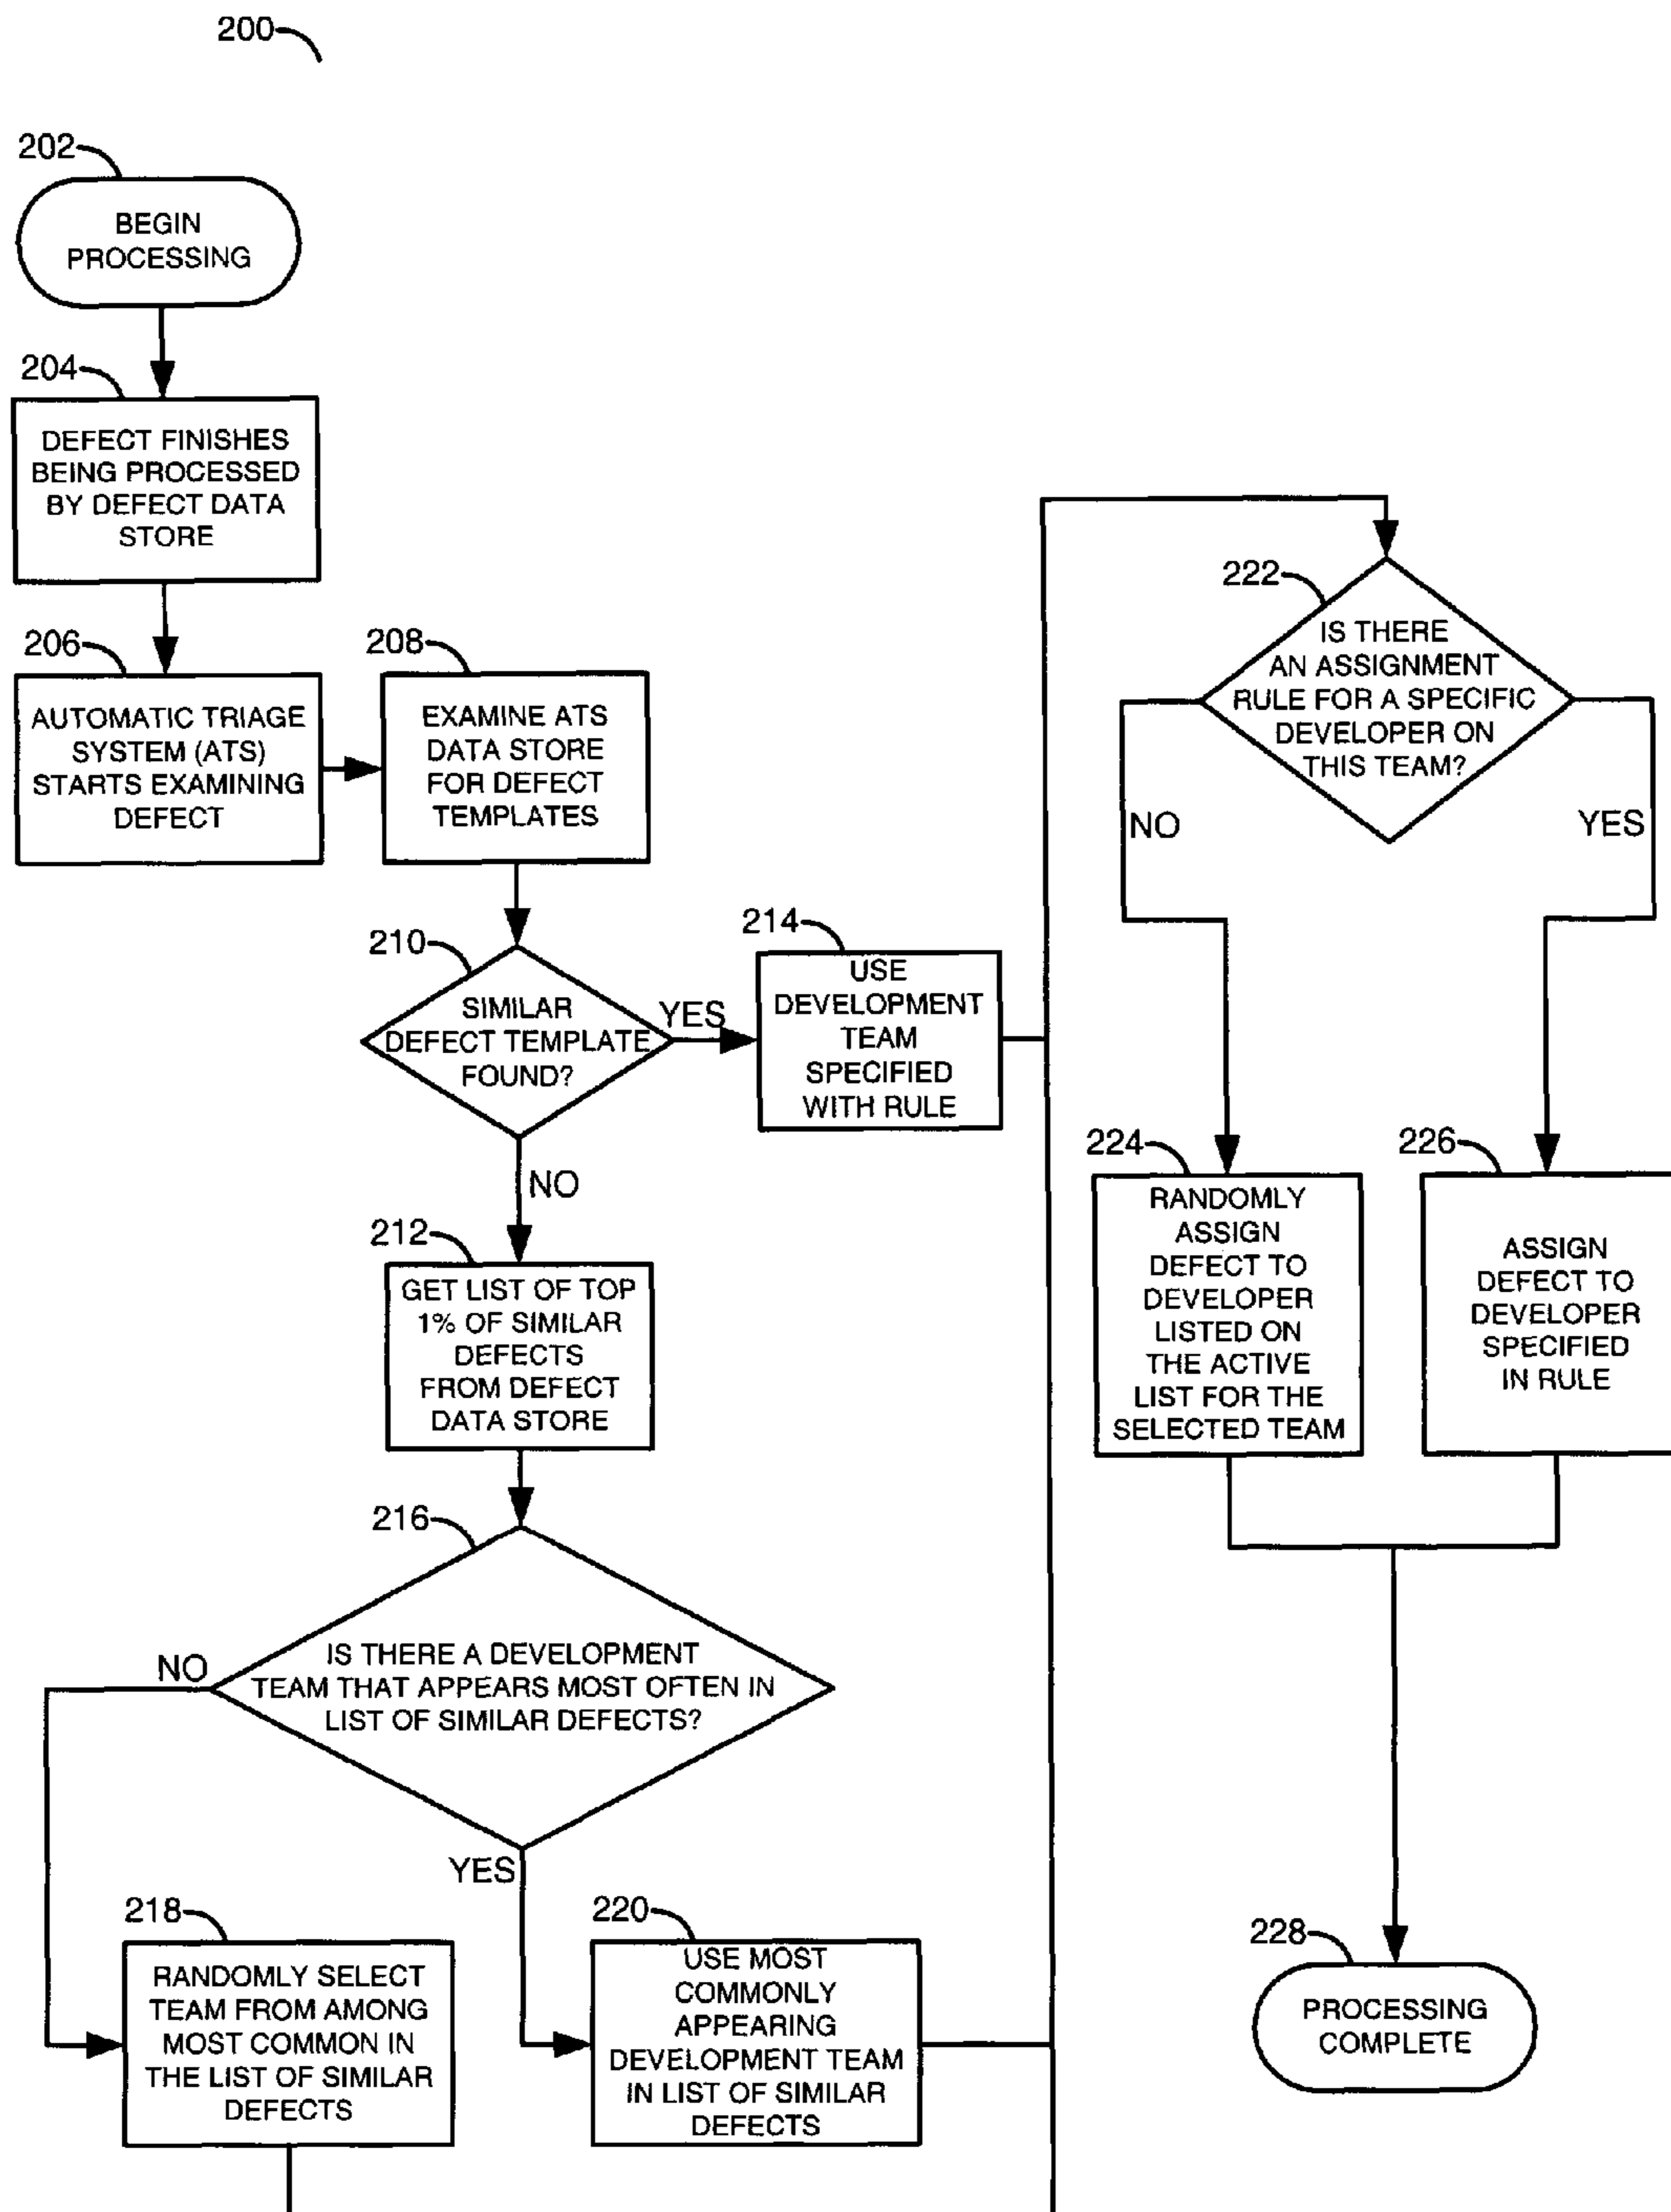 200
202
BEGIN
PROCESSING
204
DEFECT FINISHES
BEING PROCESSED
BY DEFECT DATA
STORE
206
AUTOMATIC TRIAGE
SYSTEM (ATS)
STARTS EXAMINING
DEFECT
208
EXAMINE ATS
DATA STORE
FOR DEFECT
TEMPLATES
210
SIMILAR
DEFECT TEMPLATE
FOUND?
YES
NO
214
USE
DEVELOPMENT
TEAM
SPECIFIED
WITH RULE
212
GET LIST OF TOP
1% OF SIMILAR
DEFECTS
FROM DEFECT
DATA STORE
216
IS THERE A DEVELOPMENT
TEAM THAT APPEARS MOST OFTEN IN
LIST OF SIMILAR DEFECTS?
NO
YES
218
RANDOMLY SELECT
TEAM FROM AMONG
MOST COMMON IN
THE LIST OF SIMILAR
DEFECTS
220
USE MOST
COMMONLY
APPEARING
DEVELOPMENT TEAM
IN LIST OF SIMILAR
DEFECTS
222
IS THERE
AN ASSIGNMENT
RULE FOR A SPECIFIC
DEVELOPER ON
THIS TEAM?
NO
YES
224
RANDOMLY
ASSIGN
DEFECT TO
DEVELOPER
LISTED ON
THE ACTIVE
LIST FOR THE
SELECTED TEAM
226
ASSIGN
DEFECT TO
DEVELOPER
SPECIFIED
IN RULE
228
PROCESSING
COMPLETE